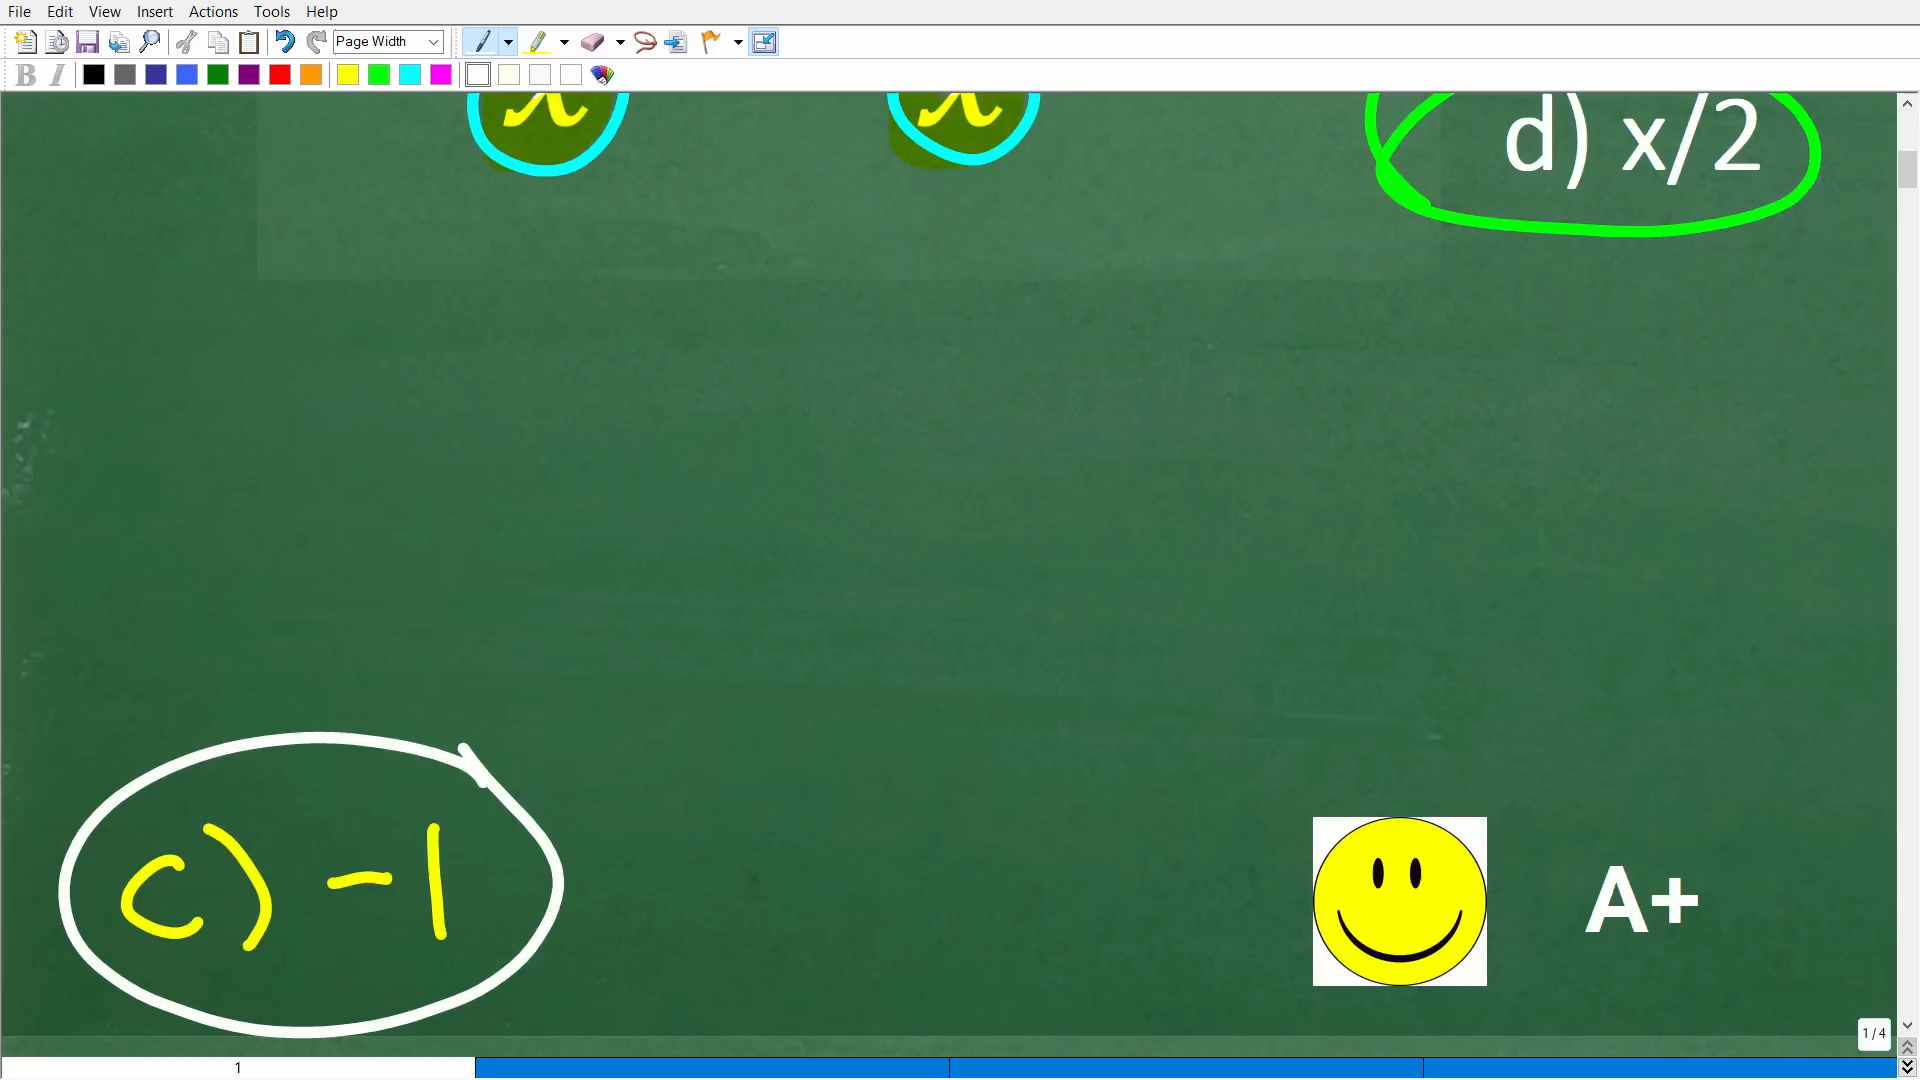 File Edit View Insert Actions Tools Help
Page Width
B I
x x
d) x/2
c) -1
A+
1 / 4
1